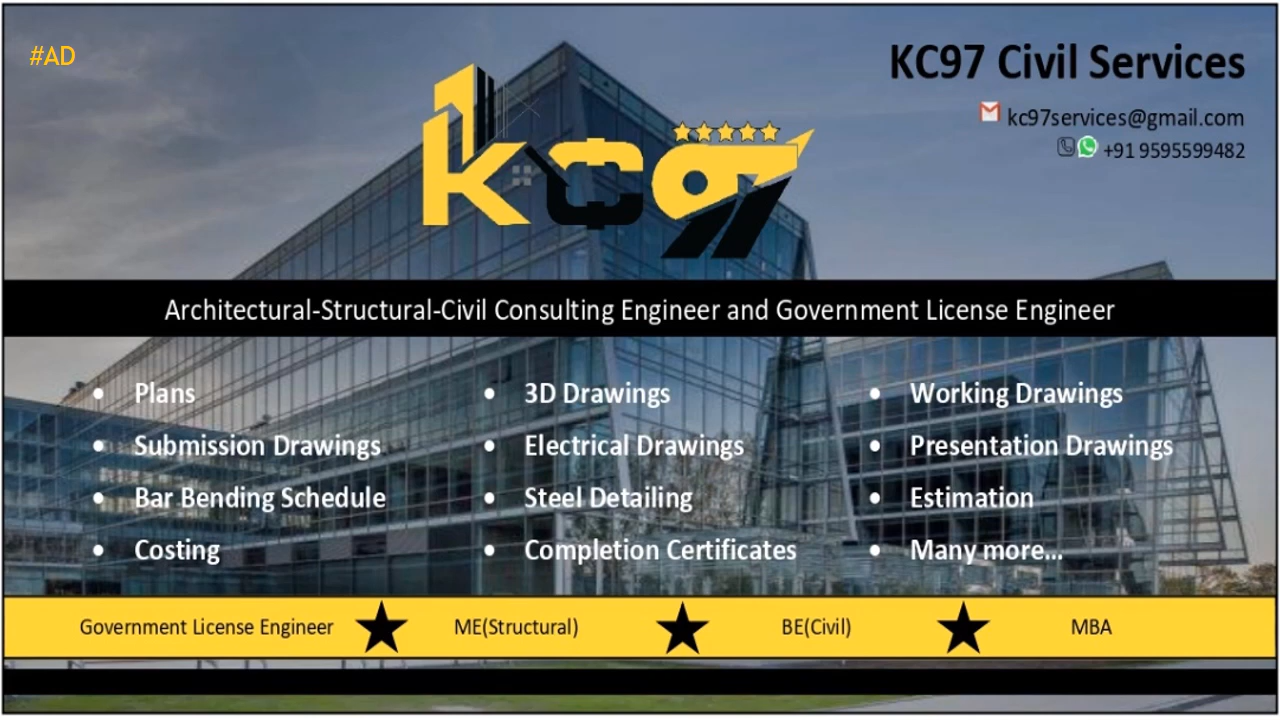 #AD
KC97 Civil Services
kc97services@gmail.com
+91 9595599482
kc97
Architectural-Structural-Civil Consulting Engineer and Government License Engineer
• Plans
• 3D Drawings
• Working Drawings
• Submission Drawings
• Electrical Drawings
• Presentation Drawings
• Bar Bending Schedule
• Steel Detailing
• Estimation
• Costing
• Completion Certificates
• Many more...
Government License Engineer ★ ME(Structural) ★ BE(Civil) ★ MBA